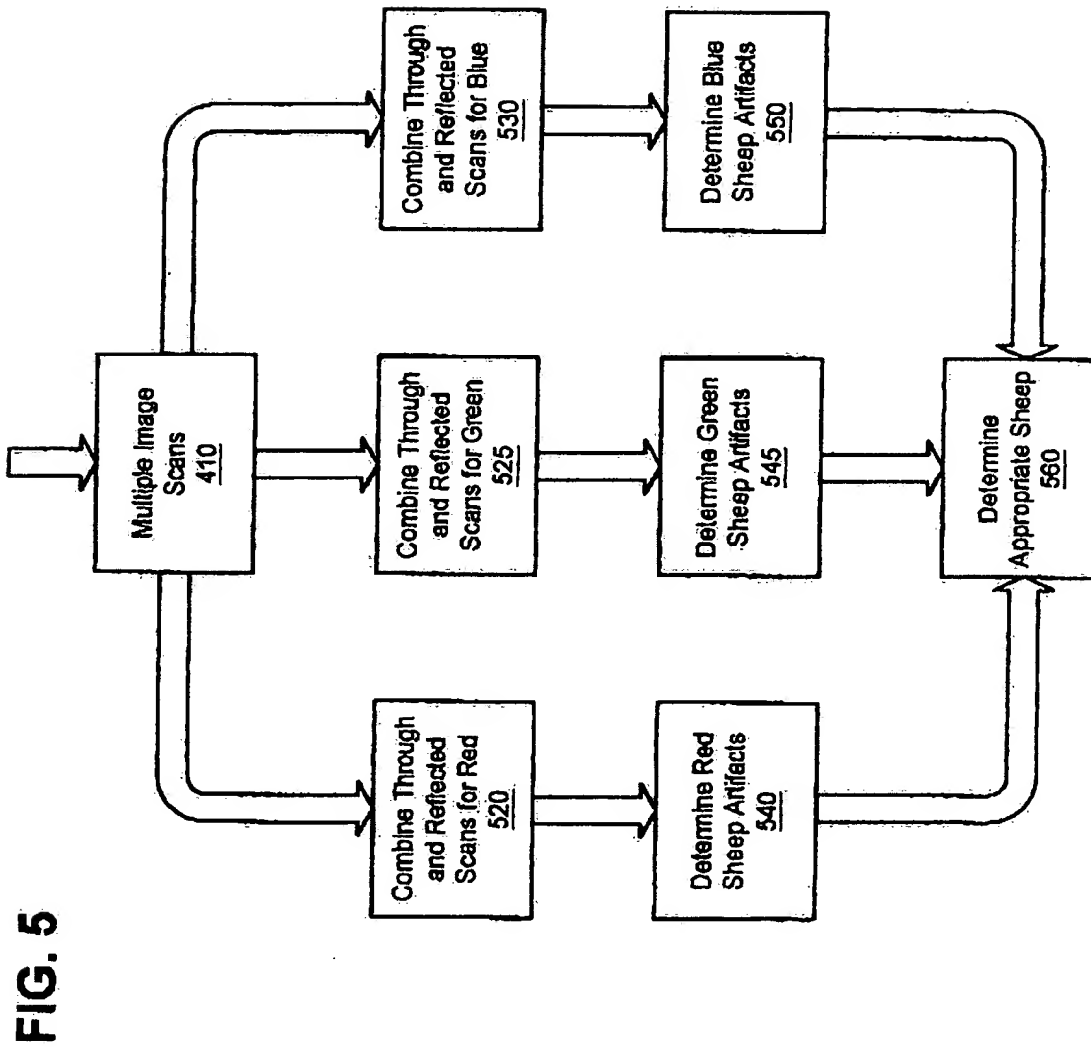 FIG. 5
Multiple Image
Scans
410
Combine Through
and Reflected
Scans for Red
520
Combine Through
and Reflected
Scans for Green
525
Combine Through
and Reflected
Scans for Blue
530
Determine Red
Sheep Artifacts
540
Determine Green
Sheep Artifacts
545
Determine Blue
Sheep Artifacts
550
Determine
Appropriate Sheep
560